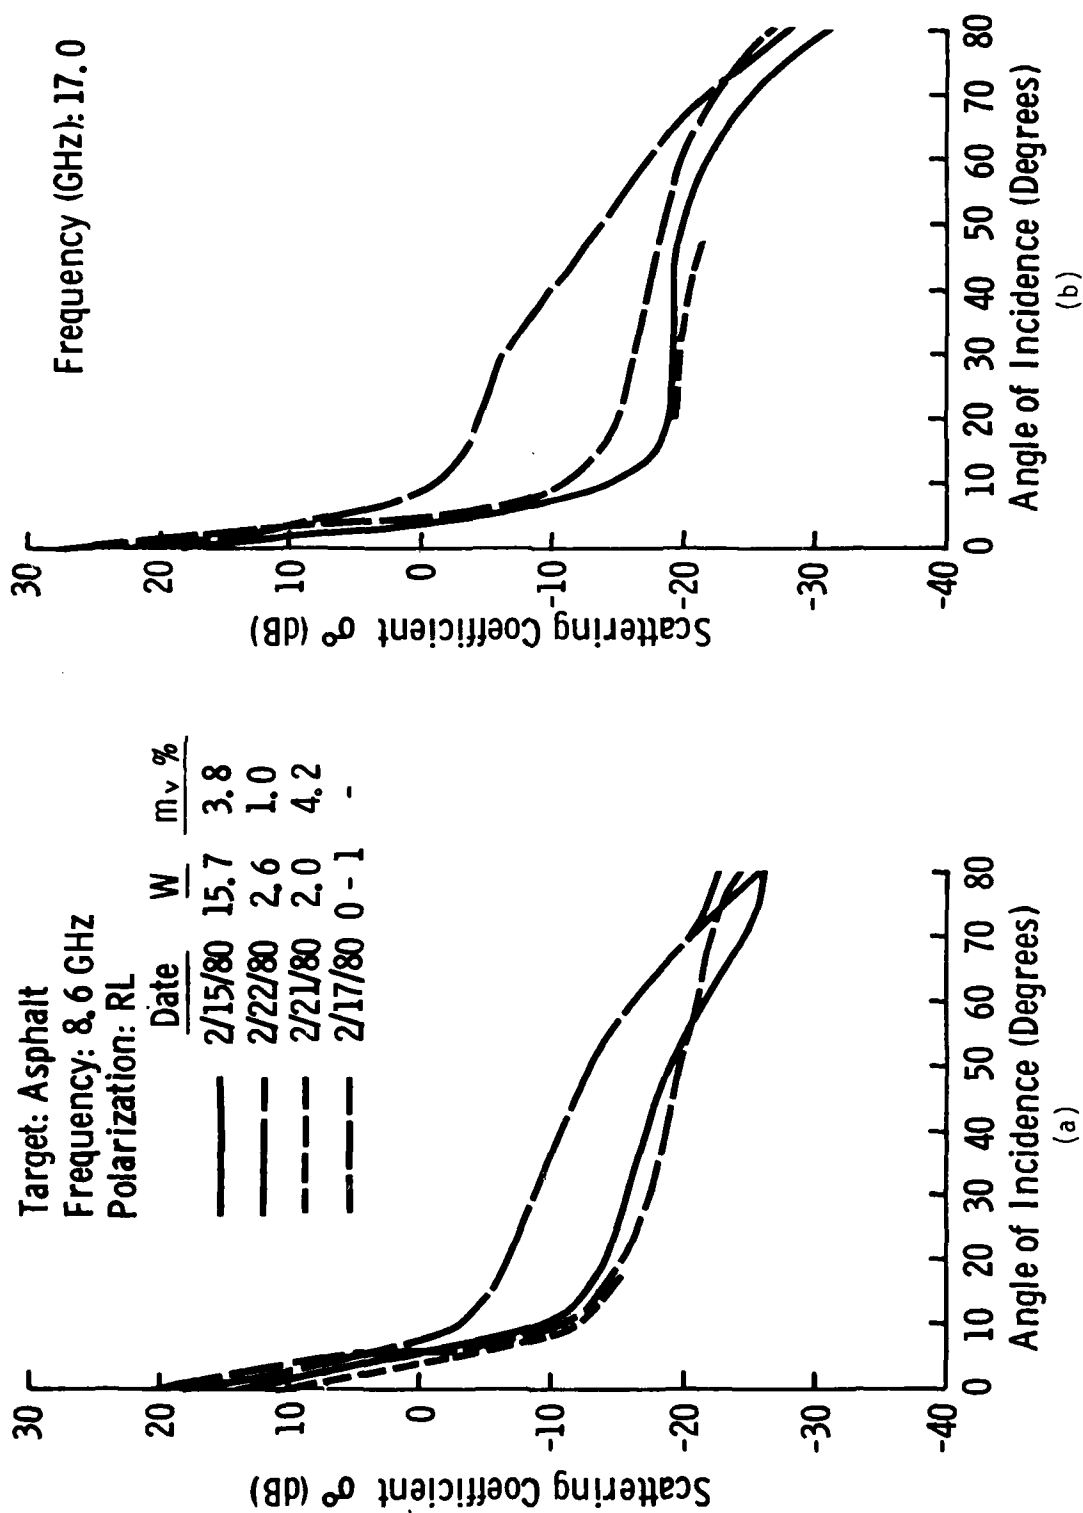 Target: Asphalt
Frequency: 8.6 GHz
Polarization: RL
Date W mv %
2/15/80 15.7 3.8
2/22/80 2.6 1.0
2/21/80 2.0 4.2
2/17/80 0 - 1 -
30
20
10
0
-10
-20
-30
-40
Scattering Coefficient σ° (dB)
0 10 20 30 40 50 60 70 80
Angle of Incidence (Degrees)
(a)
Frequency (GHz): 17.0
30
20
10
0
-10
-20
-30
-40
Scattering Coefficient σ° (dB)
0 10 20 30 40 50 60 70 80
Angle of Incidence (Degrees)
(b)